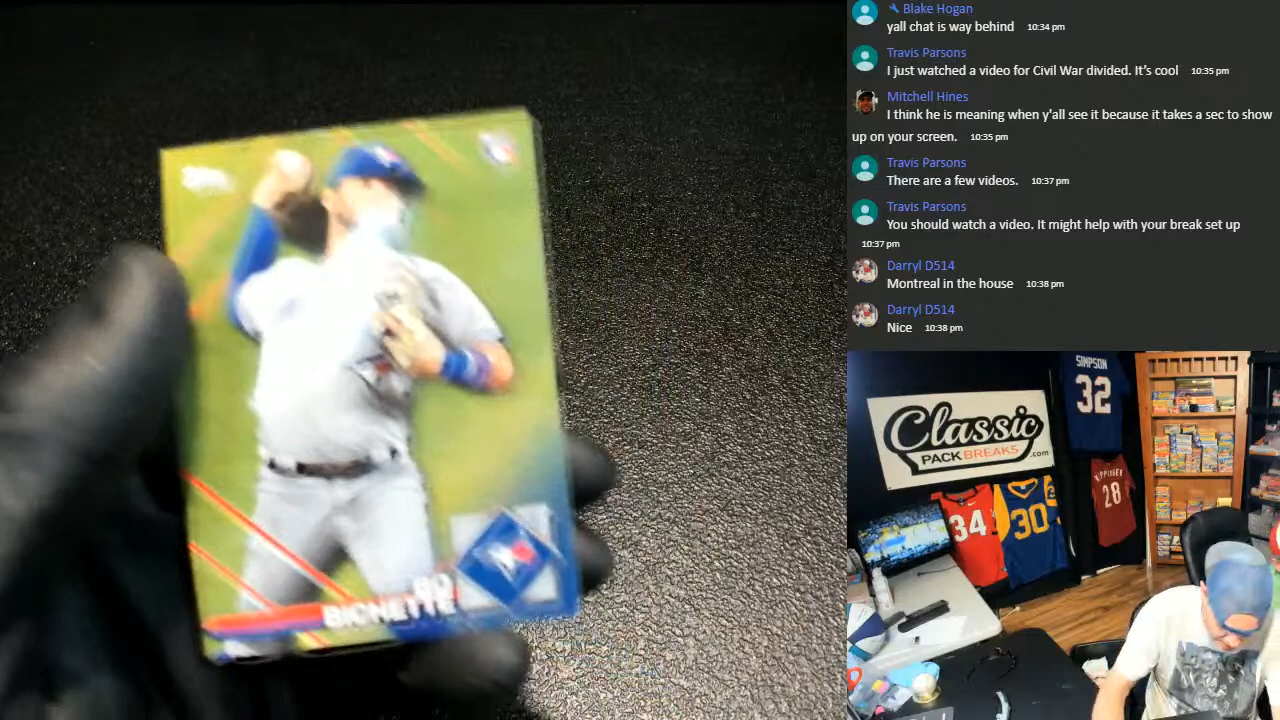 Blake Hogan
yall chat is way behind 10:34 pm
Travis Parsons
I just watched a video for Civil War divided. It’s cool 10:35 pm
Mitchell Hines
I think he is meaning when y'all see it because it takes a sec to show
up on your screen. 10:35 pm
Travis Parsons
There are a few videos. 10:37 pm
Travis Parsons
You should watch a video. It might help with your break set up
10:37 pm
Darryl D514
Montreal in the house 10:38 pm
Darryl D514
Nice 10:38 pm
Topps
BO
BICHETTE
SIMPSON
32
Classic
PACK BREAKS .com
34
30
28